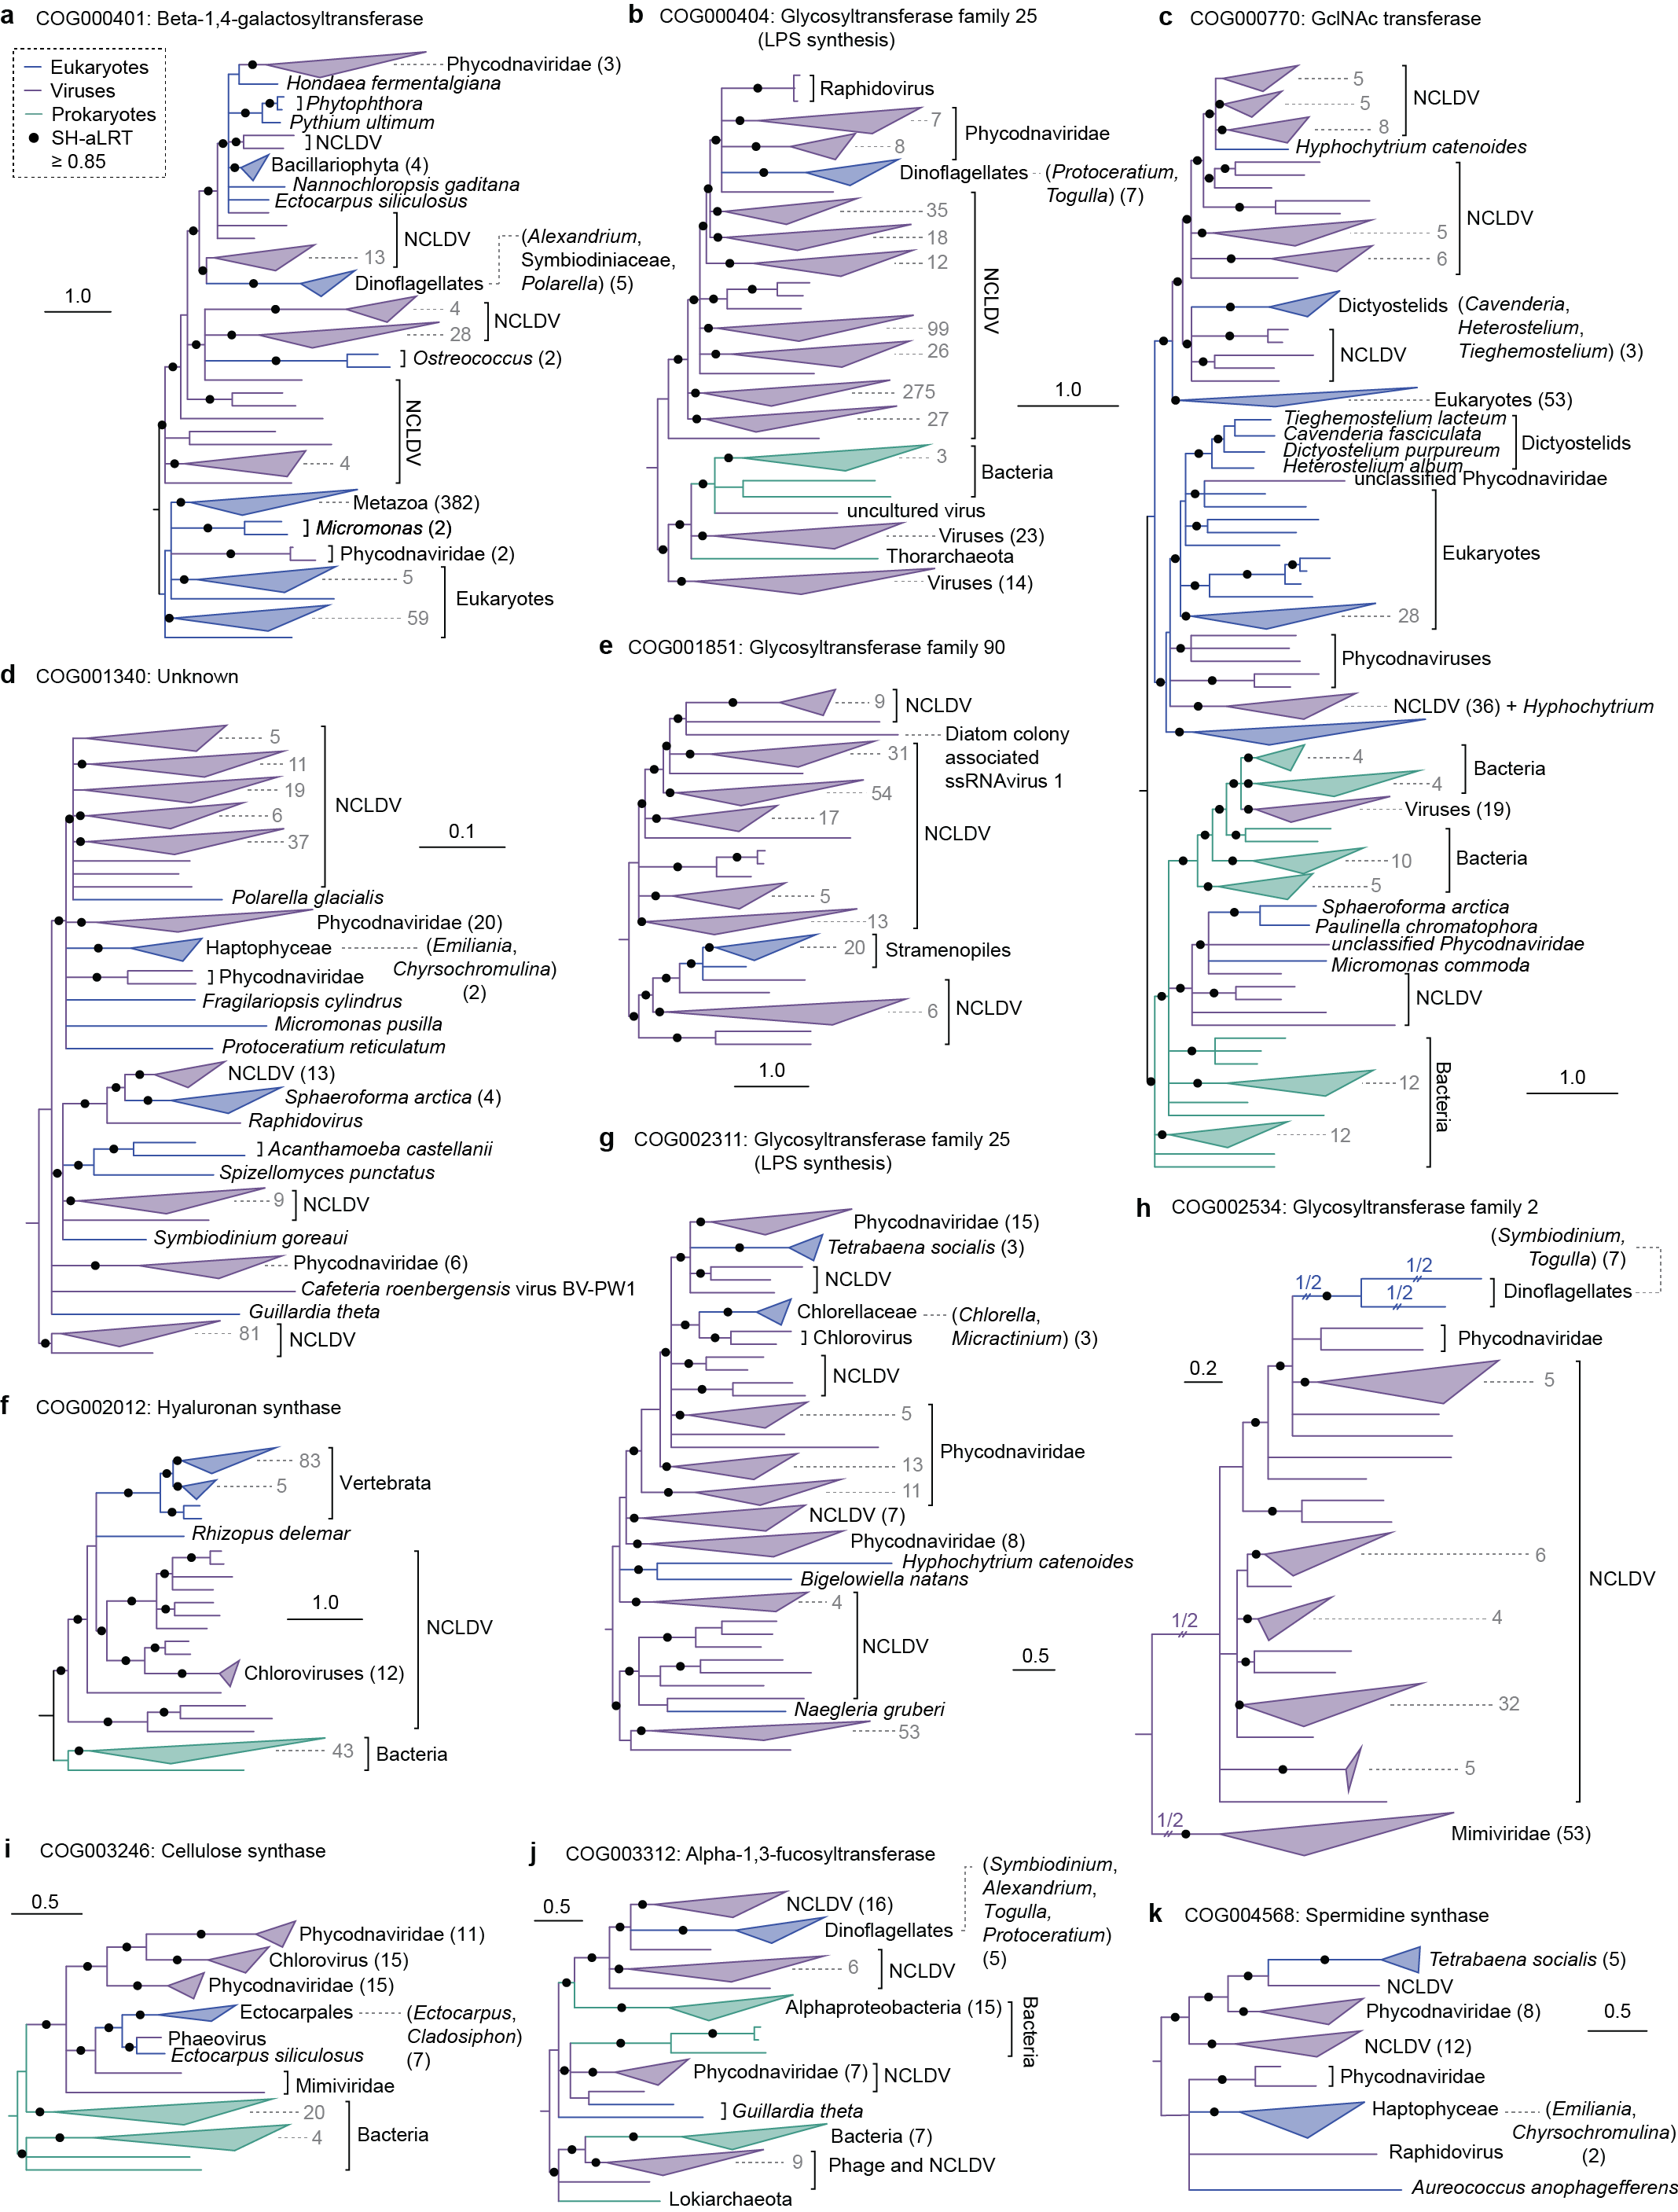 a COG000401: Beta-1,4-galactosyltransferase
Eukaryotes
Viruses
Prokaryotes
SH-aLRT
≥ 0.85
1.0
Phycodnaviridae (3)
Hondaea fermentalgiana
Phytophthora
Pythium ultimum
NCLDV
Bacillariophyta (4)
Nannochloropsis gaditana
Ectocarpus siliculosus
NCLDV
13
Dinoflagellates
(Alexandrium,
Symbiodiniaceae,
Polarella) (5)
4
28
NCLDV
Ostreococcus (2)
NCLDV
4
Metazoa (382)
Micromonas (2)
Phycodnaviridae (2)
5
Eukaryotes
59
b COG000404: Glycosyltransferase family 25
(LPS synthesis)
Raphidovirus
7
Phycodnaviridae
8
Dinoflagellates
(Protoceratium,
Togulla) (7)
35
18
12
NCLDV
99
26
275
27
1.0
3
Bacteria
uncultured virus
Viruses (23)
Thorarchaeota
Viruses (14)
c COG000770: GclNAc transferase
5
5
NCLDV
8
Hyphochytrium catenoides
NCLDV
5
6
Dictyostelids
(Cavenderia,
Heterostelium,
Tieghemostelium) (3)
NCLDV
Eukaryotes (53)
Tieghemostelium lacteum
Cavenderia fasciculata
Dictyostelium purpureum
Heterostelium album
Dictyostelids
unclassified Phycodnaviridae
Eukaryotes
28
Phycodnaviruses
NCLDV (36) + Hyphochytrium
4
Bacteria
4
Viruses (19)
Bacteria
10
5
Sphaeroforma arctica
Paulinella chromatophora
unclassified Phycodnaviridae
Micromonas commoda
NCLDV
Bacteria
12
1.0
12
d COG001340: Unknown
5
11
19
NCLDV
6
37
0.1
Polarella glacialis
Phycodnaviridae (20)
Haptophyceae
(Emiliania,
Chyrsochromulina)
(2)
Phycodnaviridae
Fragilariopsis cylindrus
Micromonas pusilla
Protoceratium reticulatum
NCLDV (13)
Sphaeroforma arctica (4)
Raphidovirus
Acanthamoeba castellanii
Spizellomyces punctatus
9
NCLDV
Symbiodinium goreaui
Phycodnaviridae (6)
Cafeteria roenbergensis virus BV-PW1
Guillardia theta
81
NCLDV
e COG001851: Glycosyltransferase family 90
9
NCLDV
Diatom colony
associated
ssRNAvirus 1
31
54
17
NCLDV
5
13
20
Stramenopiles
6
NCLDV
1.0
f COG002012: Hyaluronan synthase
83
5
Vertebrata
Rhizopus delemar
1.0
NCLDV
Chloroviruses (12)
43
Bacteria
g COG002311: Glycosyltransferase family 25
(LPS synthesis)
Phycodnaviridae (15)
Tetrabaena socialis (3)
NCLDV
Chlorellaceae
(Chlorella,
Micractinium) (3)
Chlorovirus
NCLDV
5
Phycodnaviridae
13
11
NCLDV (7)
Phycodnaviridae (8)
Hyphochytrium catenoides
Bigelowiella natans
4
NCLDV
0.5
Naegleria gruberi
53
h COG002534: Glycosyltransferase family 2
(Symbiodinium,
Togulla) (7)
1/2
1/2
1/2
Dinoflagellates
Phycodnaviridae
0.2
5
6
NCLDV
4
1/2
32
5
1/2
Mimiviridae (53)
i COG003246: Cellulose synthase
0.5
Phycodnaviridae (11)
Chlorovirus (15)
Phycodnaviridae (15)
Ectocarpales
(Ectocarpus,
Cladosiphon)
(7)
Phaeovirus
Ectocarpus siliculosus
Mimiviridae
20
Bacteria
4
j COG003312: Alpha-1,3-fucosyltransferase
0.5
NCLDV (16)
Dinoflagellates
(Symbiodinium,
Alexandrium,
Togulla,
Protoceratium)
(5)
6
NCLDV
Alphaproteobacteria (15)
Bacteria
Phycodnaviridae (7)
NCLDV
Guillardia theta
Bacteria (7)
9
Phage and NCLDV
Lokiarchaeota
k COG004568: Spermidine synthase
Tetrabaena socialis (5)
NCLDV
Phycodnaviridae (8)
0.5
NCLDV (12)
Phycodnaviridae
Haptophyceae
(Emiliania,
Chyrsochromulina)
(2)
Raphidovirus
Aureococcus anophagefferens